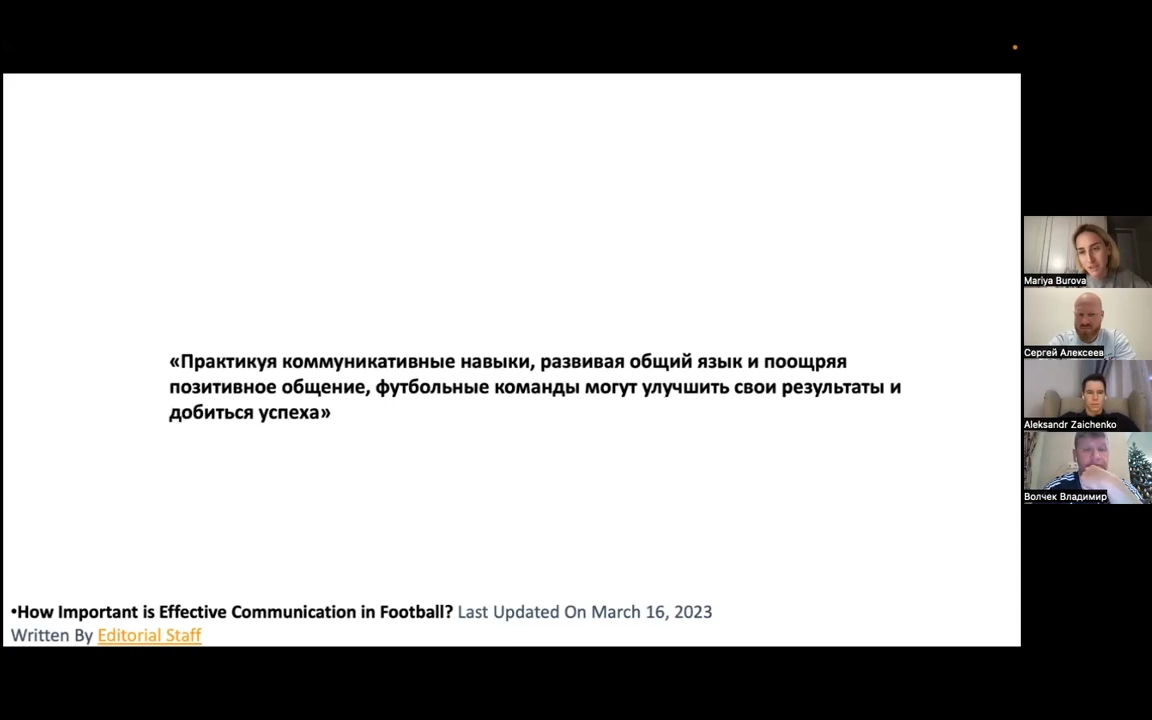 «Практикуя коммуникативные навыки, развивая общий язык и поощряя
позитивное общение, футбольные команды могут улучшить свои результаты и
добиться успеха»
•How Important is Effective Communication in Football? Last Updated On March 16, 2023
Written By Editorial Staff
Mariya Burova
Сергей Алексеев
Aleksandr Zaichenko
Волчек Владимир